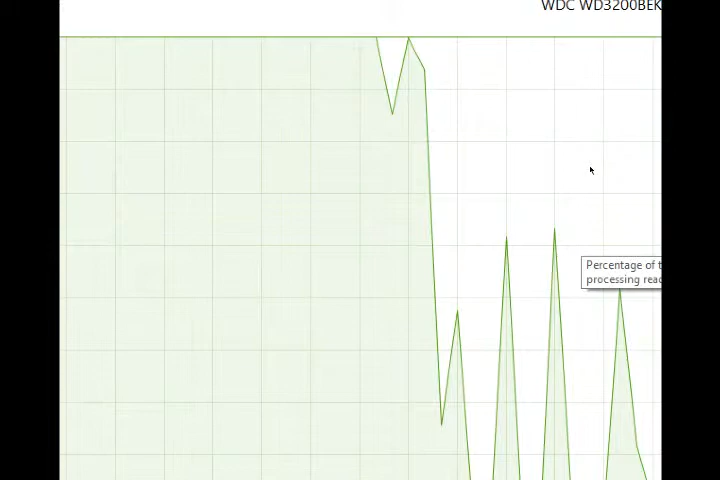 WDC WD3200BEK
Percentage of t
processing read